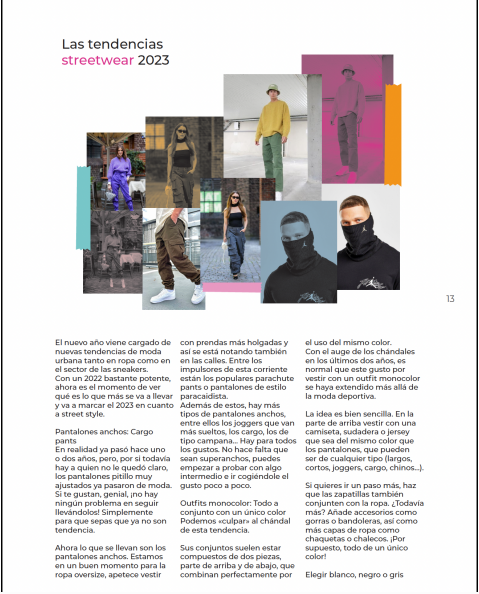 Las tendencias
streetwear 2023
13
El nuevo año viene cargado de
nuevas tendencias de moda
urbana tanto en ropa como en
el sector de las sneakers.
Con un 2022 bastante potente,
ahora es el momento de ver
qué es lo que más se va a llevar
y va a marcar el 2023 en cuanto
a street style.
Pantalones anchos: Cargo
pants
En realidad ya pasó hace uno
o dos años, pero, por si todavía
hay a quien no le quedó claro,
los pantalones pitillo muy
ajustados ya pasaron de moda.
Si te gustan, genial, ¡no hay
ningún problema en seguir
llevándolos! Simplemente
para que sepas que ya no son
tendencia.
Ahora lo que se llevan son los
pantalones anchos. Estamos
en un buen momento para la
ropa oversize, apetece vestir
con prendas más holgadas y
así se está notando también
en las calles. Entre los
impulsores de esta corriente
están los populares parachute
pants o pantalones de estilo
paracaidista.
Además de estos, hay más
tipos de pantalones anchos,
entre ellos los joggers que van
más sueltos, los cargo, los de
tipo campana... Hay para todos
los gustos. No hace falta que
sean superanchos, puedes
empezar a probar con algo
intermedio e ir cogiéndole el
gusto poco a poco.
Outfits monocolor: Todo a
conjunto con un único color
Podemos «culpar» al chándal
de esta tendencia.
Sus conjuntos suelen estar
compuestos de dos piezas,
parte de arriba y de abajo, que
combinan perfectamente por
el uso del mismo color.
Con el auge de los chándales
en los últimos dos años, es
normal que este gusto por
vestir con un outfit monocolor
se haya extendido más allá de
la moda deportiva.
La idea es bien sencilla. En la
parte de arriba vestir con una
camiseta, sudadera o jersey
que sea del mismo color que
los pantalones, que pueden
ser de cualquier tipo (largos,
cortos, joggers, cargo, chinos...).
Si quieres ir un paso más, haz
que las zapatillas también
conjunten con la ropa. ¿Todavía
más? Añade accesorios como
gorras o bandoleras, así como
más capas de ropa como
chaquetas o chalecos. ¡Por
supuesto, todo de un único
color!
Elegir blanco, negro o gris